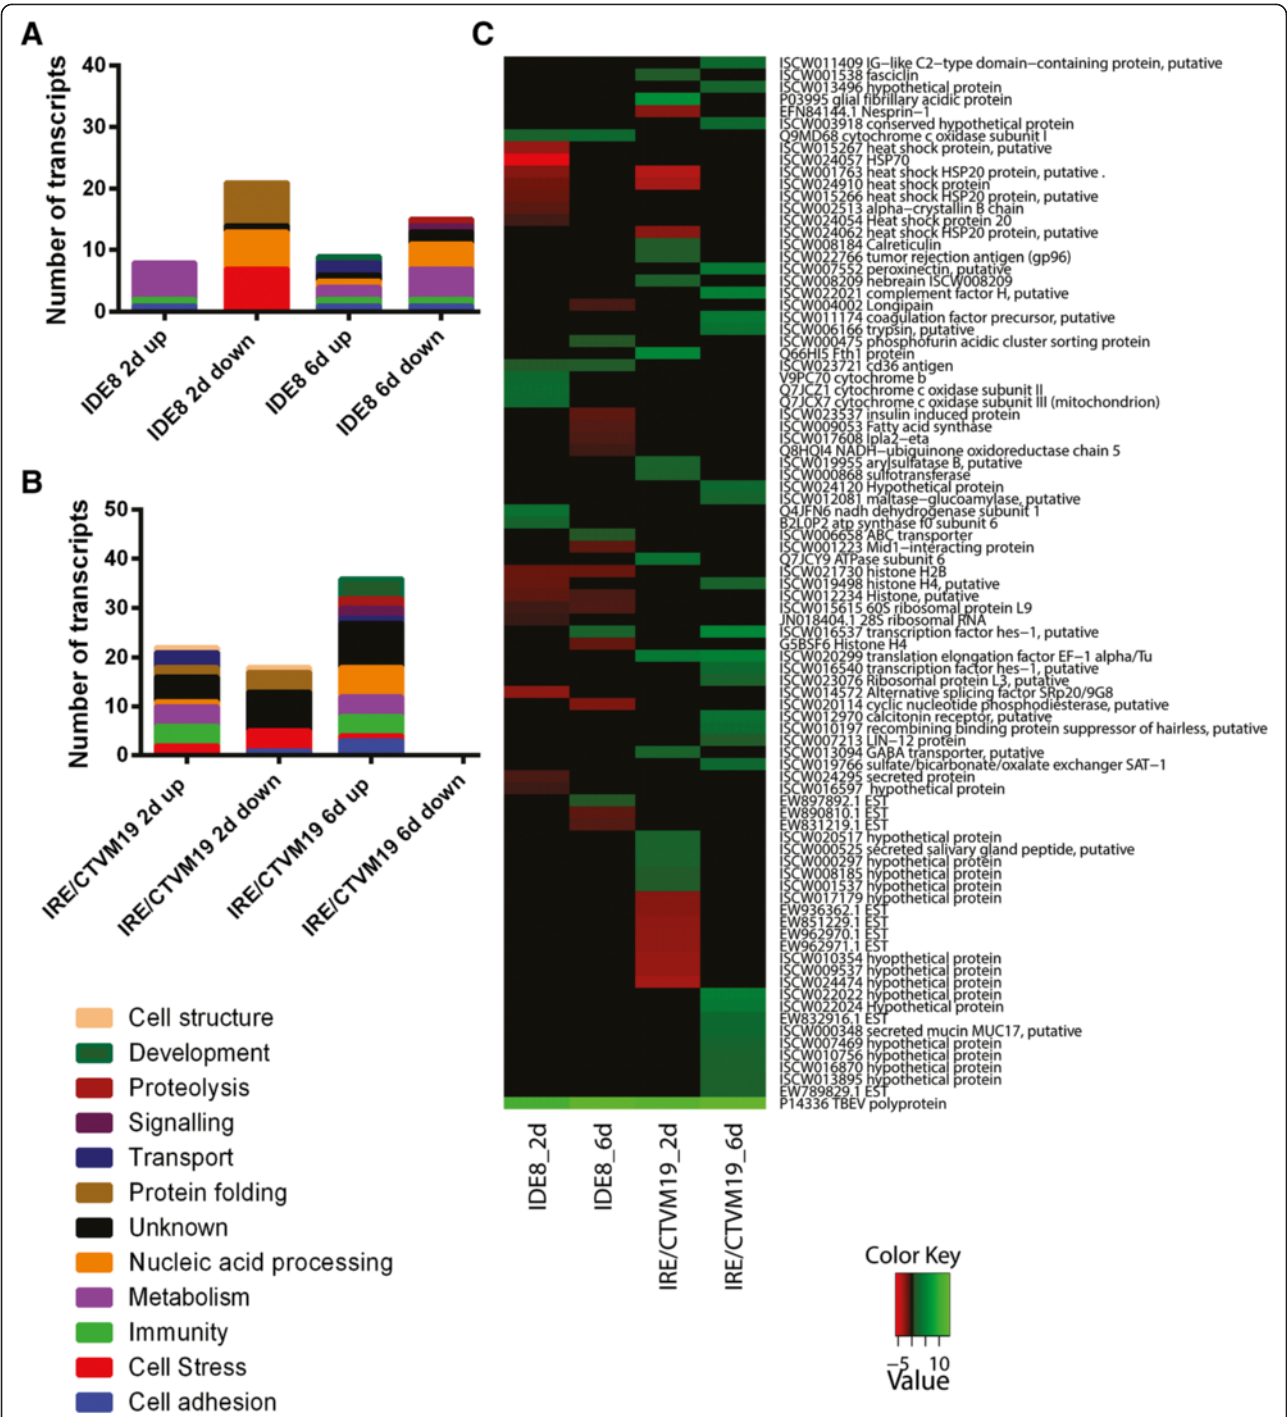 A
Number of transcripts
40
30
20
10
0
IDE8 2d up
IDE8 2d down
IDE8 6d up
IDE8 6d down
B
Number of transcripts
50
40
30
20
10
0
IRE/CTVM19 2d up
IRE/CTVM19 2d down
IRE/CTVM19 6d up
IRE/CTVM19 6d down
Cell structure
Development
Proteolysis
Signalling
Transport
Protein folding
Unknown
Nucleic acid processing
Metabolism
Immunity
Cell Stress
Cell adhesion
C
ISCW011409 IG−like C2−type domain−containing protein, putative
ISCW001538 fasciclin
ISCW013496 hypothetical protein
P03995 glial fibrillary acidic protein
EFN84144.1 Nesprin−1
ISCW003918 conserved hypothetical protein
Q9MD68 cytochrome c oxidase subunit I
ISCW015267 heat shock protein, putative
ISCW024057 HSP70
ISCW001763 heat shock HSP20 protein, putative .
ISCW024910 heat shock protein
ISCW015266 heat shock HSP20 protein, putative
ISCW002513 alpha−crystallin B chain
ISCW024054 Heat shock protein 20
ISCW024062 heat shock HSP20 protein, putative
ISCW008184 Calreticulin
ISCW022766 tumor rejection antigen (gp96)
ISCW007552 peroxinectin, putative
ISCW008209 hebreain ISCW008209
ISCW022021 complement factor H, putative
ISCW004002 Longipain
ISCW011174 coagulation factor precursor, putative
ISCW006166 trypsin, putative
ISCW000475 phosphofurin acidic cluster sorting protein
Q66HI5 Fth1 protein
ISCW023721 cd36 antigen
V9PC70 cytochrome b
Q7JCZ1 cytochrome c oxidase subunit II
Q7JCX7 cytochrome c oxidase subunit III (mitochondrion)
ISCW023537 insulin induced protein
ISCW009053 Fatty acid synthase
ISCW017608 Ipla2−eta
Q8HQI4 NADH−ubiquinone oxidoreductase chain 5
ISCW019955 arylsulfatase B, putative
ISCW000868 sulfotransferase
ISCW024120 Hypothetical protein
ISCW012081 maltase−glucoamylase, putative
Q4JFN6 nadh dehydrogenase subunit 1
B2L0P2 atp synthase f0 subunit 6
ISCW006658 ABC transporter
ISCW001223 Mid1−interacting protein
Q7JCY9 ATPase subunit 6
ISCW021730 histone H2B
ISCW019498 histone H4, putative
ISCW012234 Histone, putative
ISCW015615 60S ribosomal protein L9
JN018404.1 28S ribosomal RNA
ISCW016537 transcription factor hes−1, putative
G5BSF6 Histone H4
ISCW020299 translation elongation factor EF−1 alpha/Tu
ISCW016540 transcription factor hes−1, putative
ISCW023076 Ribosomal protein L3, putative
ISCW014572 Alternative splicing factor SRp20/9G8
ISCW020114 cyclic nucleotide phosphodiesterase, putative
ISCW012970 calcitonin receptor, putative
ISCW010197 recombining binding protein suppressor of hairless, putative
ISCW007213 LIN−12 protein
ISCW013094 GABA transporter, putative
ISCW019766 sulfate/bicarbonate/oxalate exchanger SAT−1
ISCW024295 secreted protein
ISCW016597 hypothetical protein
EW897892.1 EST
EW890810.1 EST
EW831219.1 EST
ISCW020517 hypothetical protein
ISCW000525 secreted salivary gland peptide, putative
ISCW000297 hypothetical protein
ISCW008185 hypothetical protein
ISCW001537 hypothetical protein
ISCW017179 hypothetical protein
EW936362.1 EST
EW851229.1 EST
EW962970.1 EST
EW962971.1 EST
ISCW010354 hyopthetical protein
ISCW009537 hypothetical protein
ISCW024474 hypothetical protein
ISCW022022 hypothetical protein
ISCW022024 Hypothetical protein
EW832916.1 EST
ISCW000348 secreted mucin MUC17, putative
ISCW007469 hypothetical protein
ISCW010756 hypothetical protein
ISCW016870 hypothetical protein
ISCW013895 hypothetical protein
EW789829.1 EST
P14336 TBEV polyprotein
IDE8_2d
IDE8_6d
IRE/CTVM19_2d
IRE/CTVM19_6d
Color Key
−5 10
Value